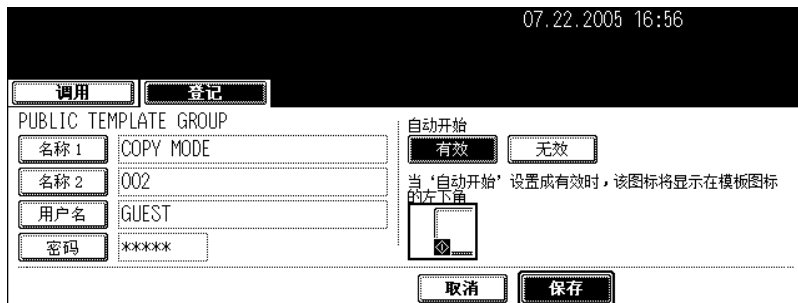 07.22.2005 16:56
调用 登记
PUBLIC TEMPLATE GROUP
名称 1 COPY MODE
名称 2 002
用户名 GUEST
密码 *****
自动开始
有效 无效
当‘自动开始’设置成有效时，该图标将显示在模板图标
的左下角
取消 保存